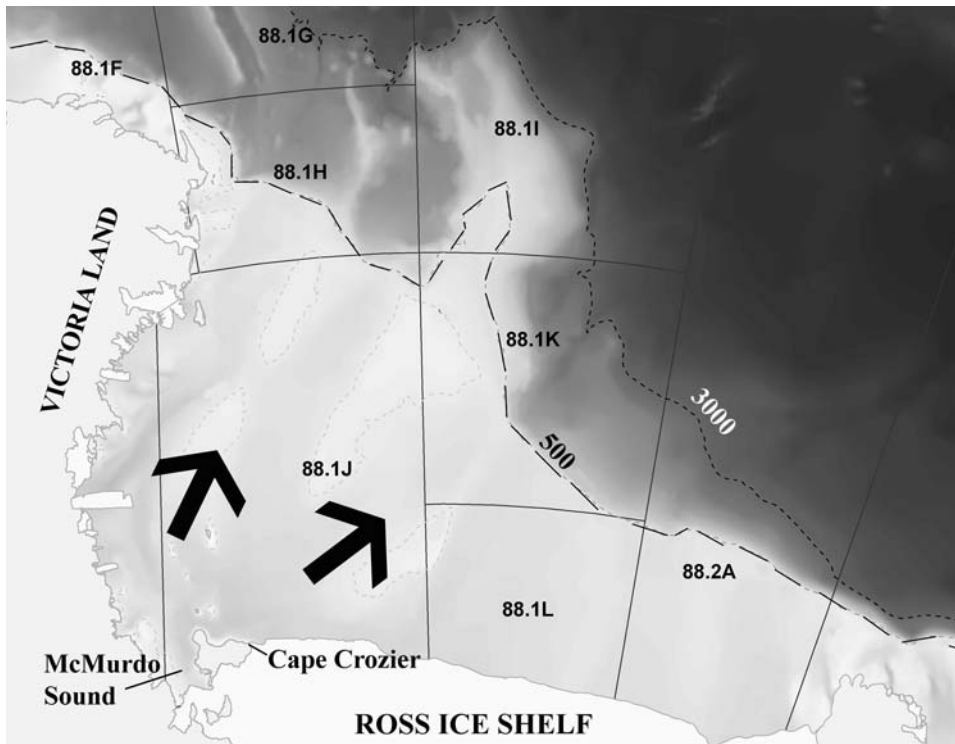 88.1G
88.1F
88.1I
88.1H
VICTORIA LAND
88.1K
3000
500
88.1J
88.2A
88.1L
McMurdo
Sound
Cape Crozier
ROSS ICE SHELF